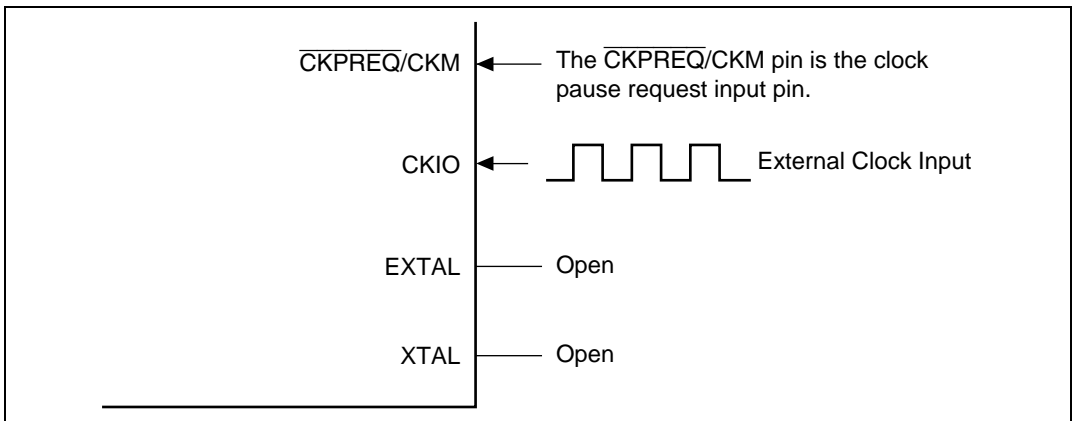 CKPREQ/CKM
The CKPREQ/CKM pin is the clock
pause request input pin.
CKIO
External Clock Input
EXTAL
Open
XTAL
Open